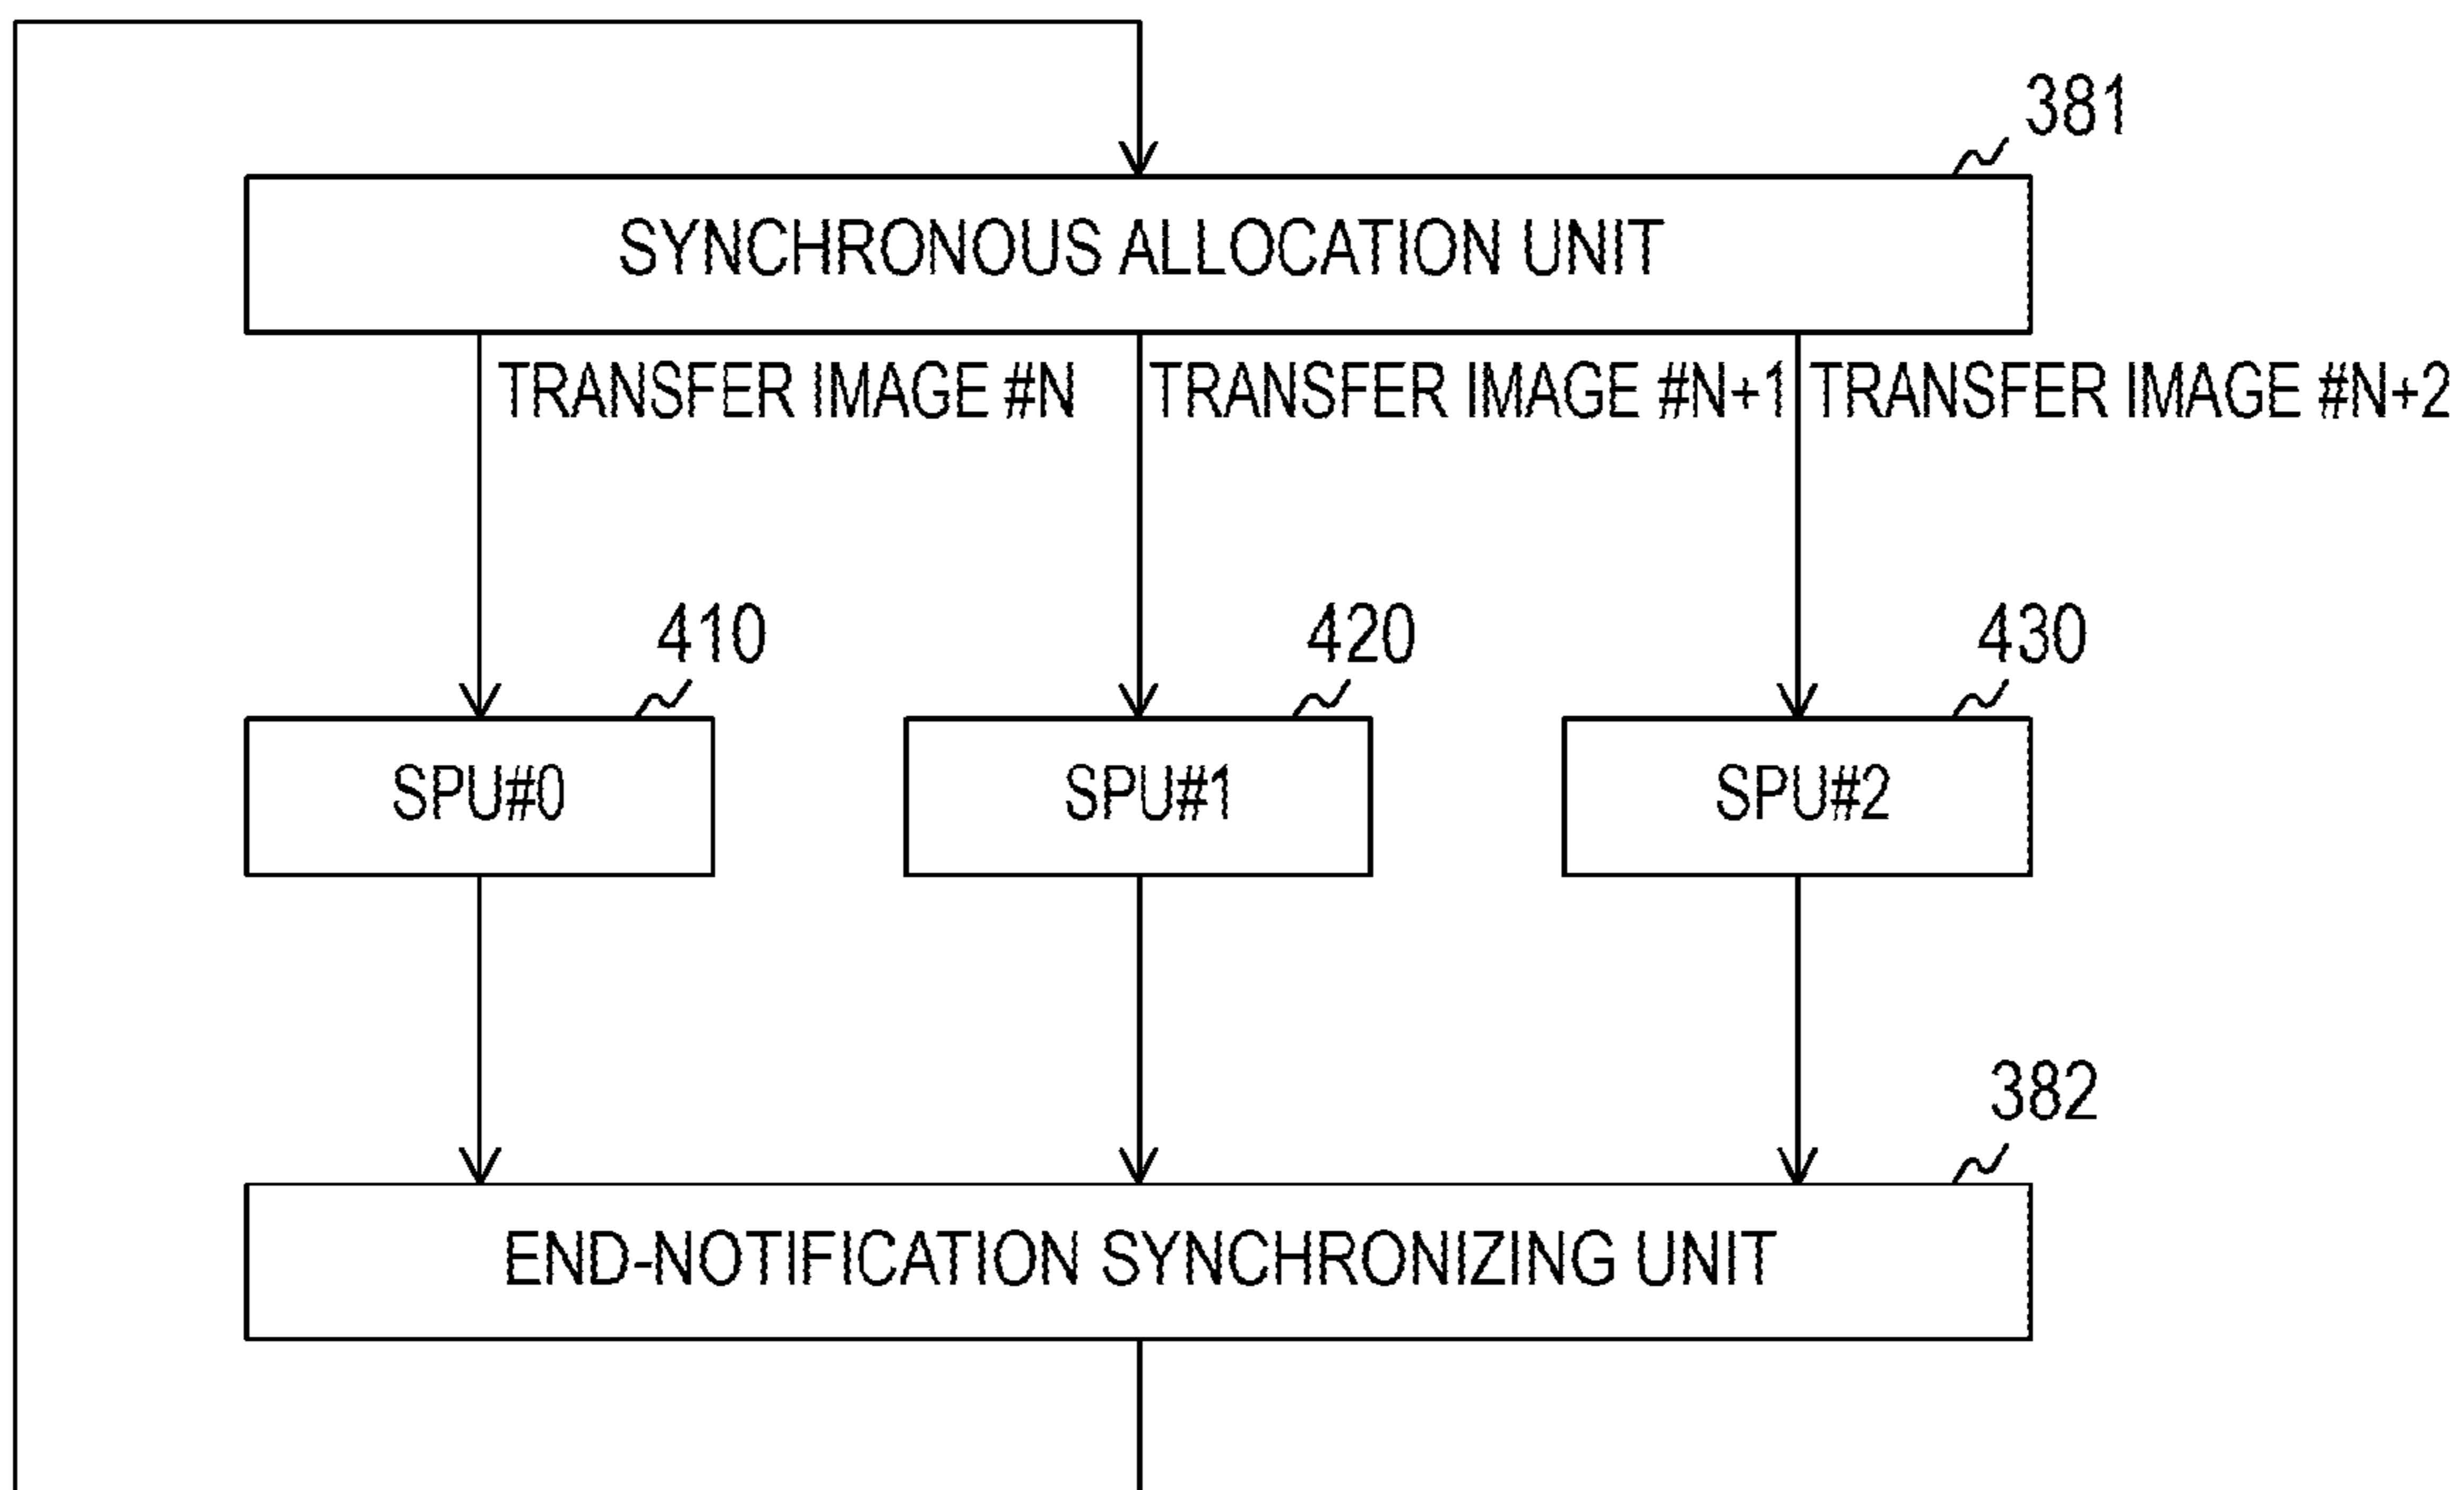 381
SYNCHRONOUS ALLOCATION UNIT
TRANSFER IMAGE #N
TRANSFER IMAGE #N+1
TRANSFER IMAGE #N+2
410
420
430
SPU#0
SPU#1
SPU#2
382
END-NOTIFICATION SYNCHRONIZING UNIT